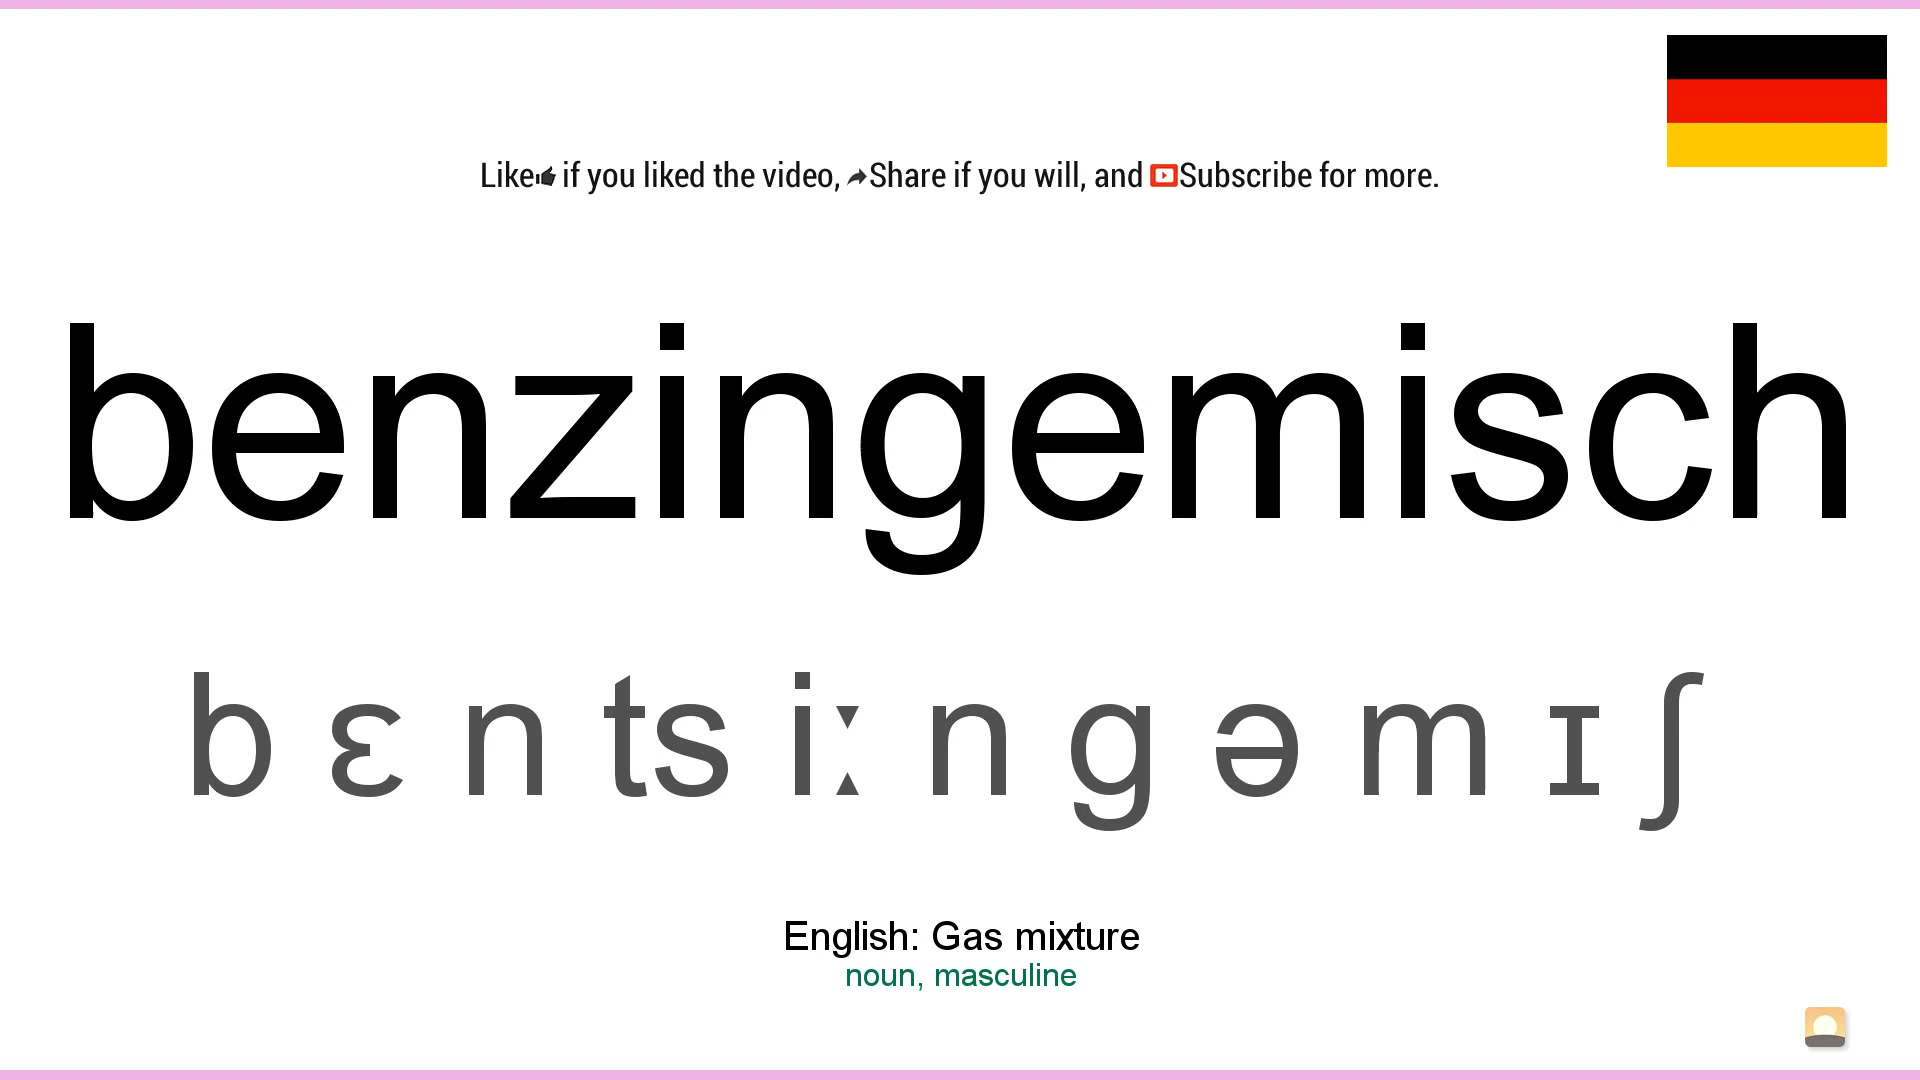 Like if you liked the video, Share if you will, and Subscribe for more.
benzingemisch
b ɛ n ʦ iː n ɡ ə m ɪ ʃ
English: Gas mixture
noun, masculine